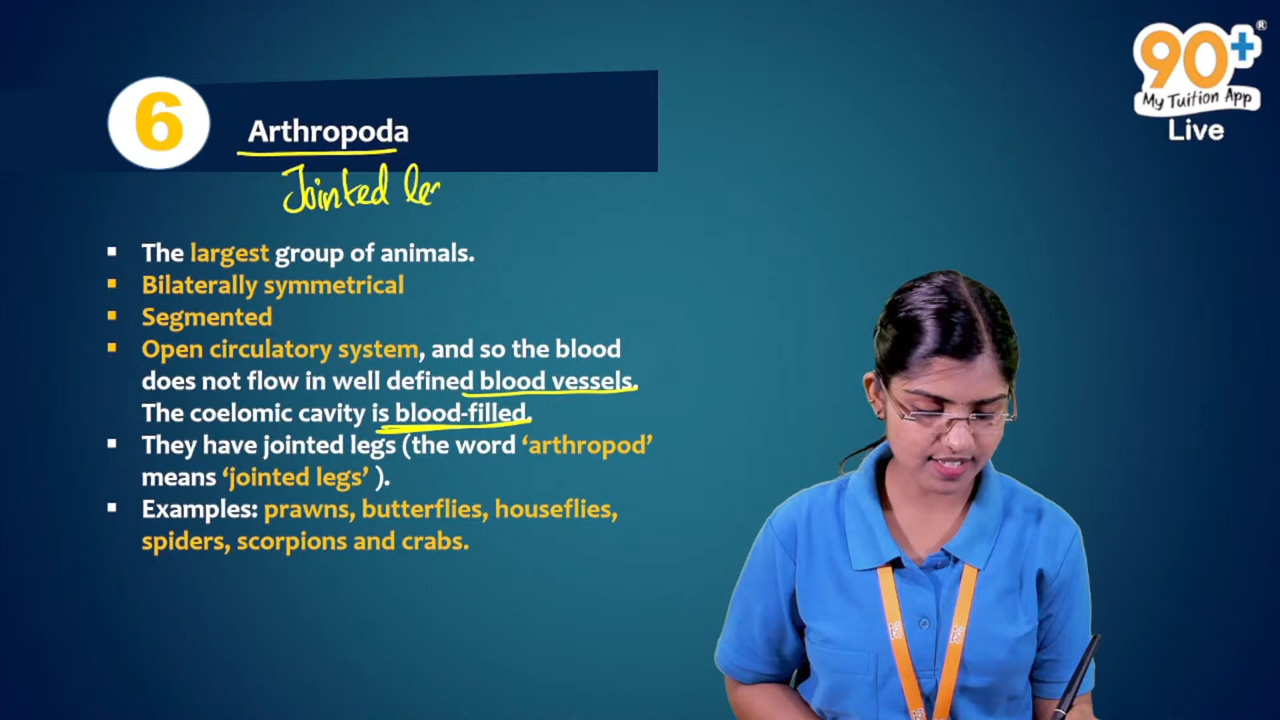 90+
®
My Tuition App
Live
6
Arthropoda
Jointed le
▪ The largest group of animals.
▪ Bilaterally symmetrical
▪ Segmented
▪ Open circulatory system, and so the blood
does not flow in well defined blood vessels.
The coelomic cavity is blood-filled.
▪ They have jointed legs (the word ‘arthropod’
means ‘jointed legs’ ).
▪ Examples: prawns, butterflies, houseflies,
spiders, scorpions and crabs.